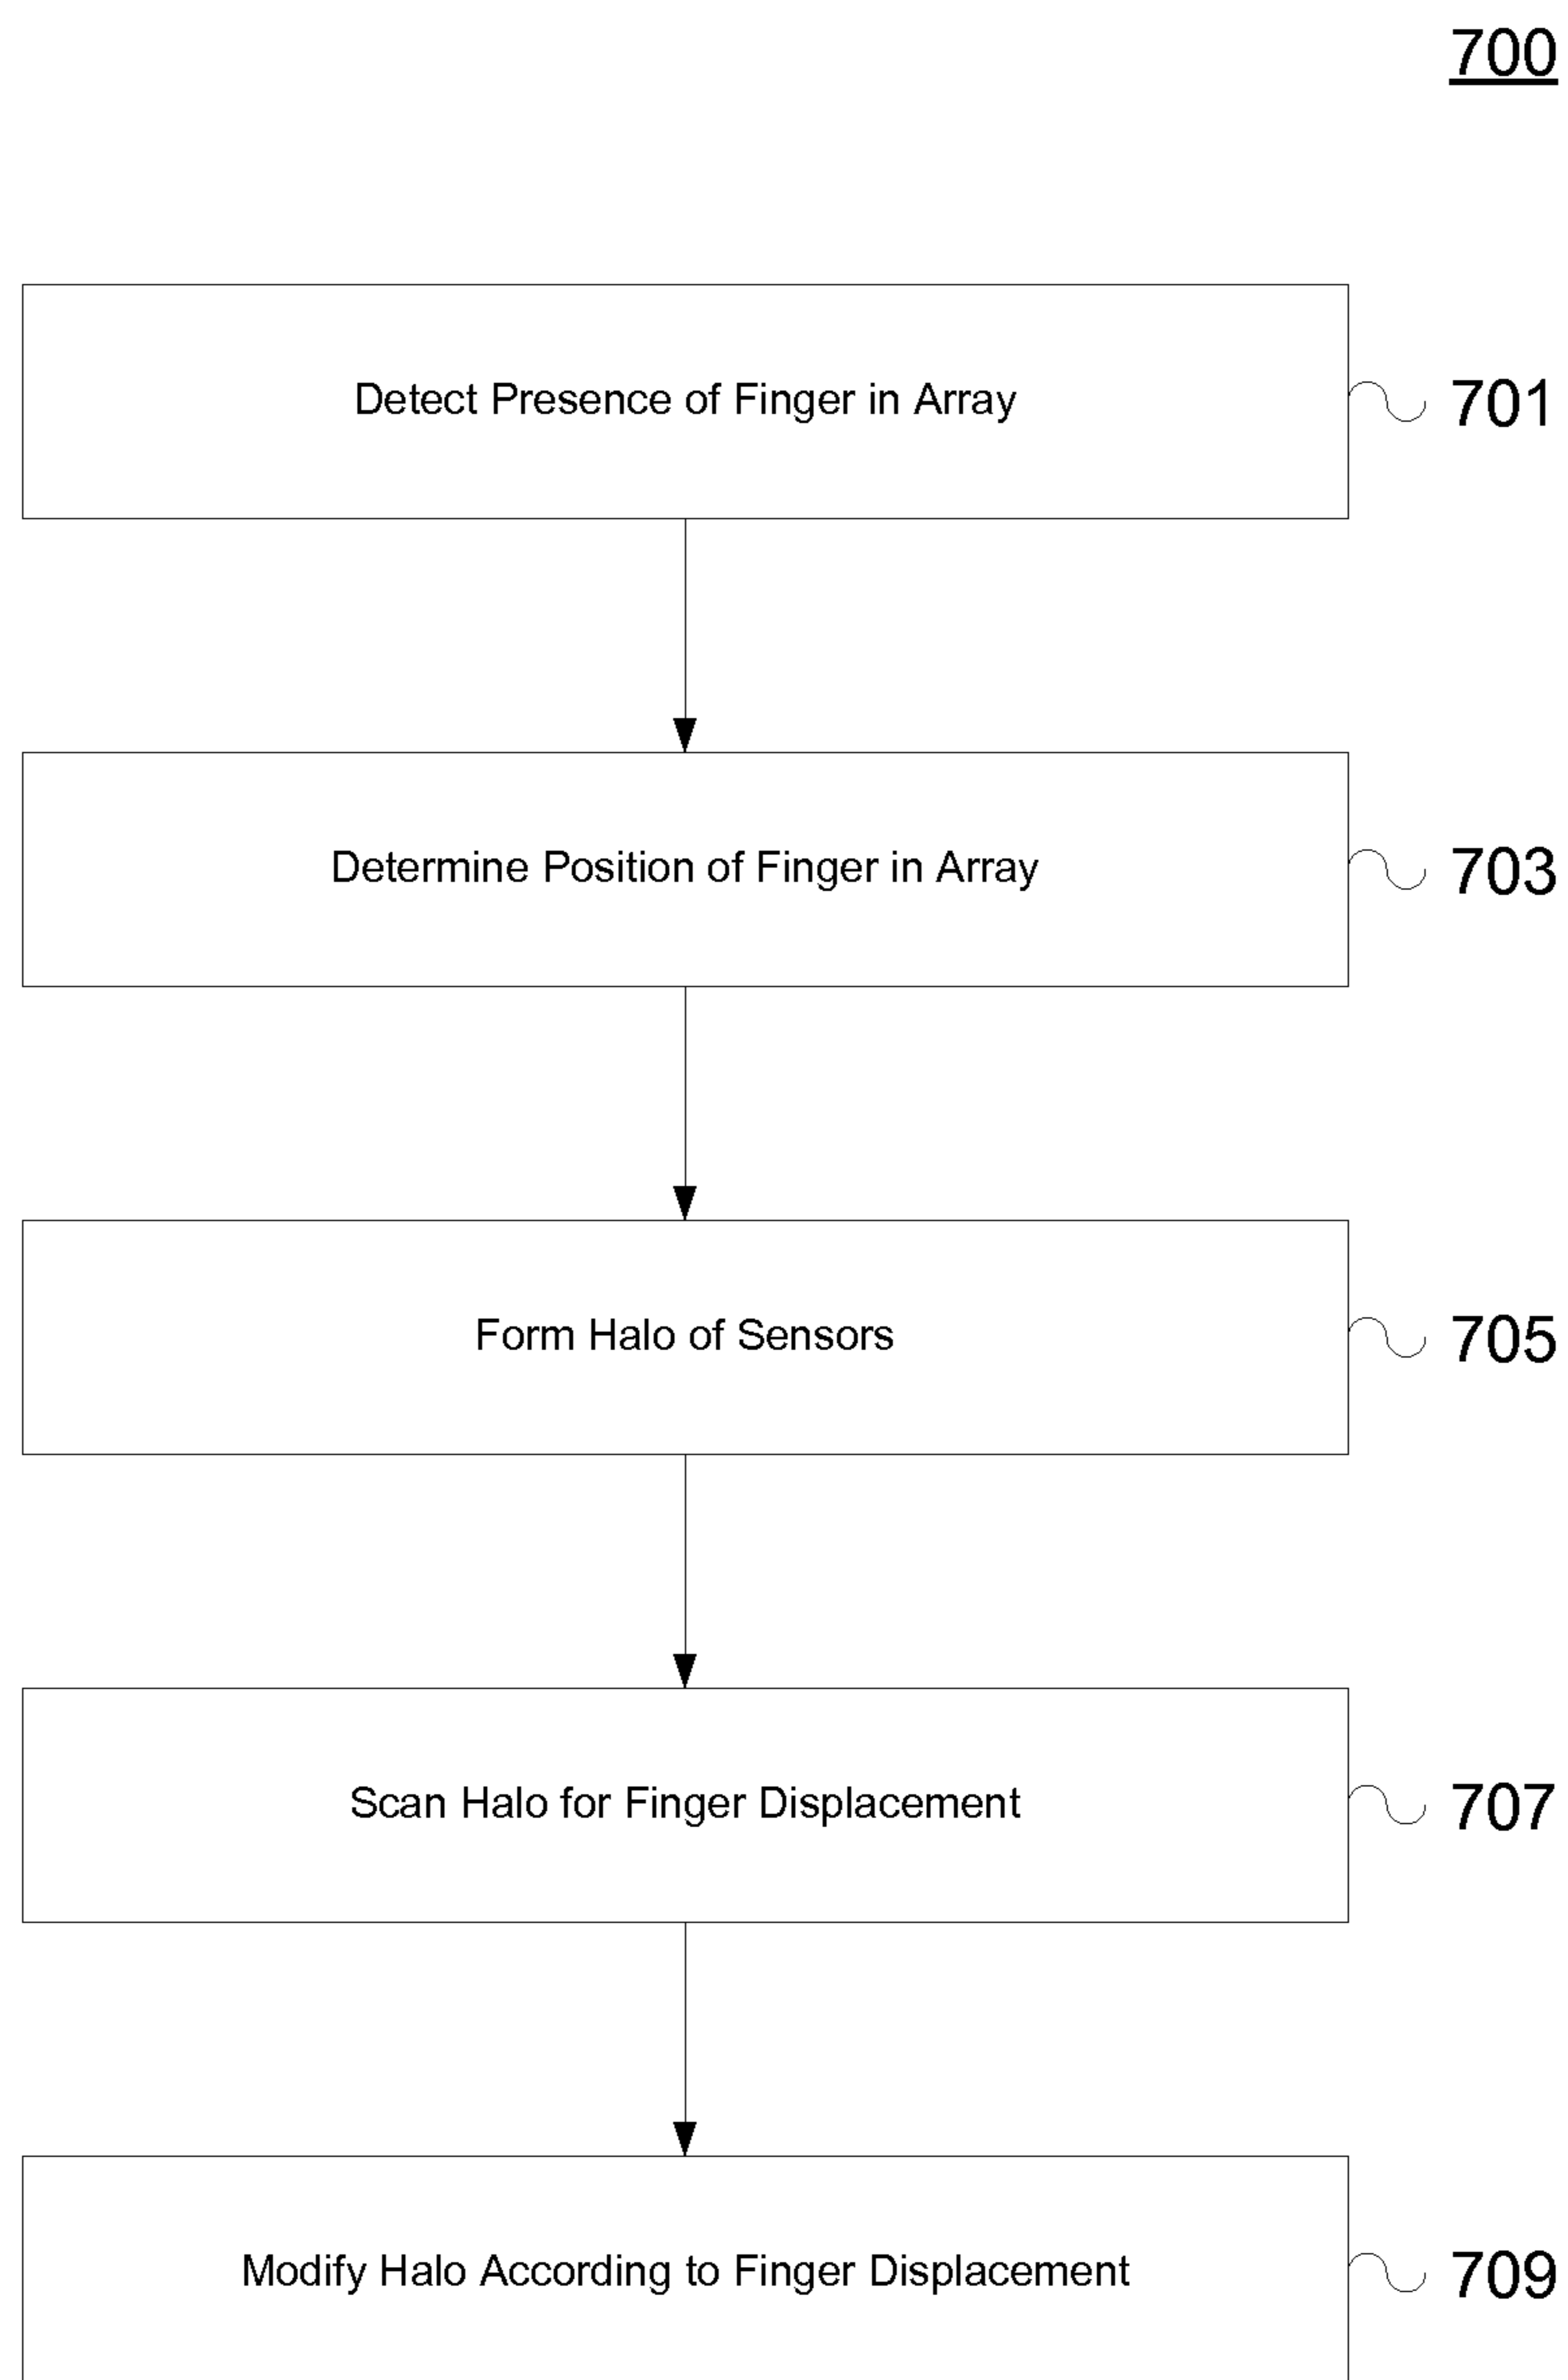 700
Detect Presence of Finger in Array
701
Determine Position of Finger in Array
703
Form Halo of Sensors
705
Scan Halo for Finger Displacement
707
Modify Halo According to Finger Displacement
709